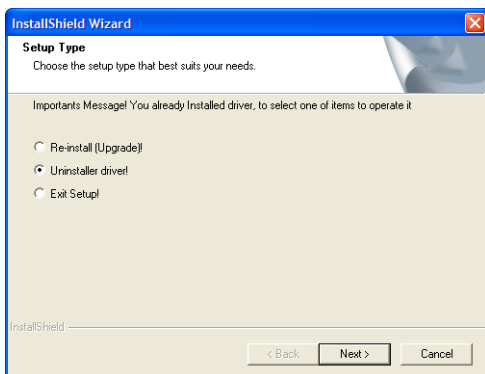 InstallShield Wizard
Setup Type
Choose the setup type that best suits your needs.
Importants Message! You already Installed driver, to select one of items to operate it
Re-install (Upgrade)!
Uninstaller driver!
Exit Setup!
InstallShield
< Back Next > Cancel